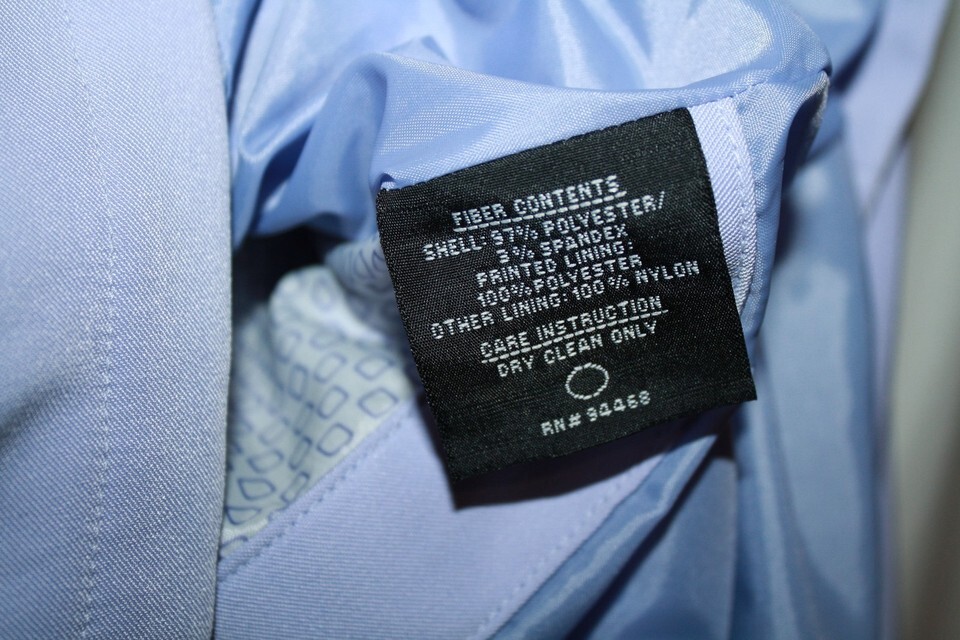 FIBER CONTENTS
SHELL: 97% POLYESTER/
3% SPANDEX
PRINTED LINING:
100% POLYESTER
OTHER LINING: 100% NYLON
CARE INSTRUCTION
DRY CLEAN ONLY
RN# 94468